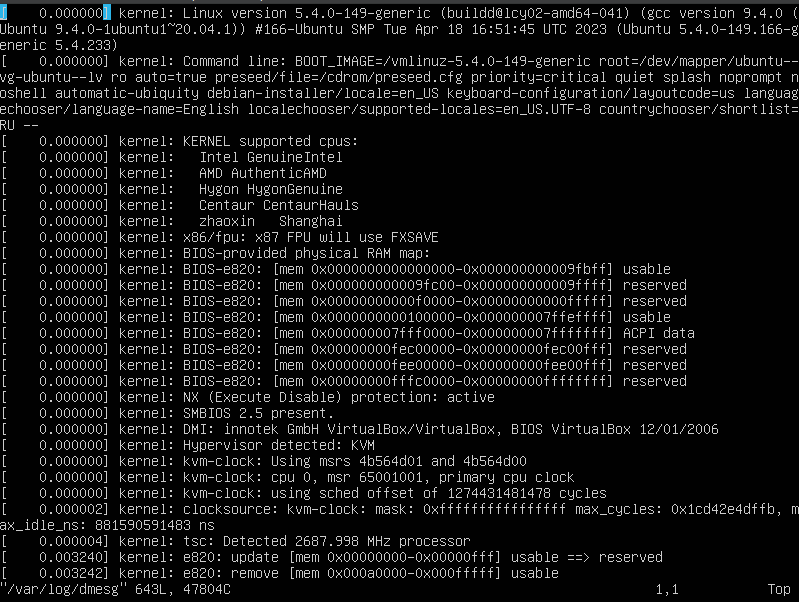 [    0.000000] kernel: Linux version 5.4.0-149-generic (buildd@lcy02-amd64-041) (gcc version 9.4.0 (
Ubuntu 9.4.0-1ubuntu1~20.04.1)) #166-Ubuntu SMP Tue Apr 18 16:51:45 UTC 2023 (Ubuntu 5.4.0-149.166-g
eneric 5.4.233)
[    0.000000] kernel: Command line: BOOT_IMAGE=/vmlinuz-5.4.0-149-generic root=/dev/mapper/ubuntu--
vg-ubuntu--lv ro auto=true preseed/file=/cdrom/preseed.cfg priority=critical quiet splash noprompt n
oshell automatic-ubiquity debian-installer/locale=en_US keyboard-configuration/layoutcode=us languag
echooser/language-name=English localechooser/supported-locales=en_US.UTF-8 countrychooser/shortlist=
RU --
[    0.000000] kernel: KERNEL supported cpus:
[    0.000000] kernel:   Intel GenuineIntel
[    0.000000] kernel:   AMD AuthenticAMD
[    0.000000] kernel:   Hygon HygonGenuine
[    0.000000] kernel:   Centaur CentaurHauls
[    0.000000] kernel:   zhaoxin   Shanghai
[    0.000000] kernel: x86/fpu: x87 FPU will use FXSAVE
[    0.000000] kernel: BIOS-provided physical RAM map:
[    0.000000] kernel: BIOS-e820: [mem 0x0000000000000000-0x000000000009fbff] usable
[    0.000000] kernel: BIOS-e820: [mem 0x000000000009fc00-0x000000000009ffff] reserved
[    0.000000] kernel: BIOS-e820: [mem 0x00000000000f0000-0x00000000000fffff] reserved
[    0.000000] kernel: BIOS-e820: [mem 0x0000000000100000-0x000000007ffeffff] usable
[    0.000000] kernel: BIOS-e820: [mem 0x000000007fff0000-0x000000007fffffff] ACPI data
[    0.000000] kernel: BIOS-e820: [mem 0x00000000fec00000-0x00000000fec00fff] reserved
[    0.000000] kernel: BIOS-e820: [mem 0x00000000fee00000-0x00000000fee00fff] reserved
[    0.000000] kernel: BIOS-e820: [mem 0x00000000fffc0000-0x00000000ffffffff] reserved
[    0.000000] kernel: NX (Execute Disable) protection: active
[    0.000000] kernel: SMBIOS 2.5 present.
[    0.000000] kernel: DMI: innotek GmbH VirtualBox/VirtualBox, BIOS VirtualBox 12/01/2006
[    0.000000] kernel: Hypervisor detected: KVM
[    0.000000] kernel: kvm-clock: Using msrs 4b564d01 and 4b564d00
[    0.000000] kernel: kvm-clock: cpu 0, msr 65001001, primary cpu clock
[    0.000000] kernel: kvm-clock: using sched offset of 1274431481478 cycles
[    0.000002] kernel: clocksource: kvm-clock: mask: 0xffffffffffffffff max_cycles: 0x1cd42e4dffb, m
ax_idle_ns: 881590591483 ns
[    0.000004] kernel: tsc: Detected 2687.998 MHz processor
[    0.003240] kernel: e820: update [mem 0x00000000-0x00000fff] usable ==> reserved
[    0.003242] kernel: e820: remove [mem 0x000a0000-0x000fffff] usable
"/var/log/dmesg" 643L, 47804C    1,1    Top